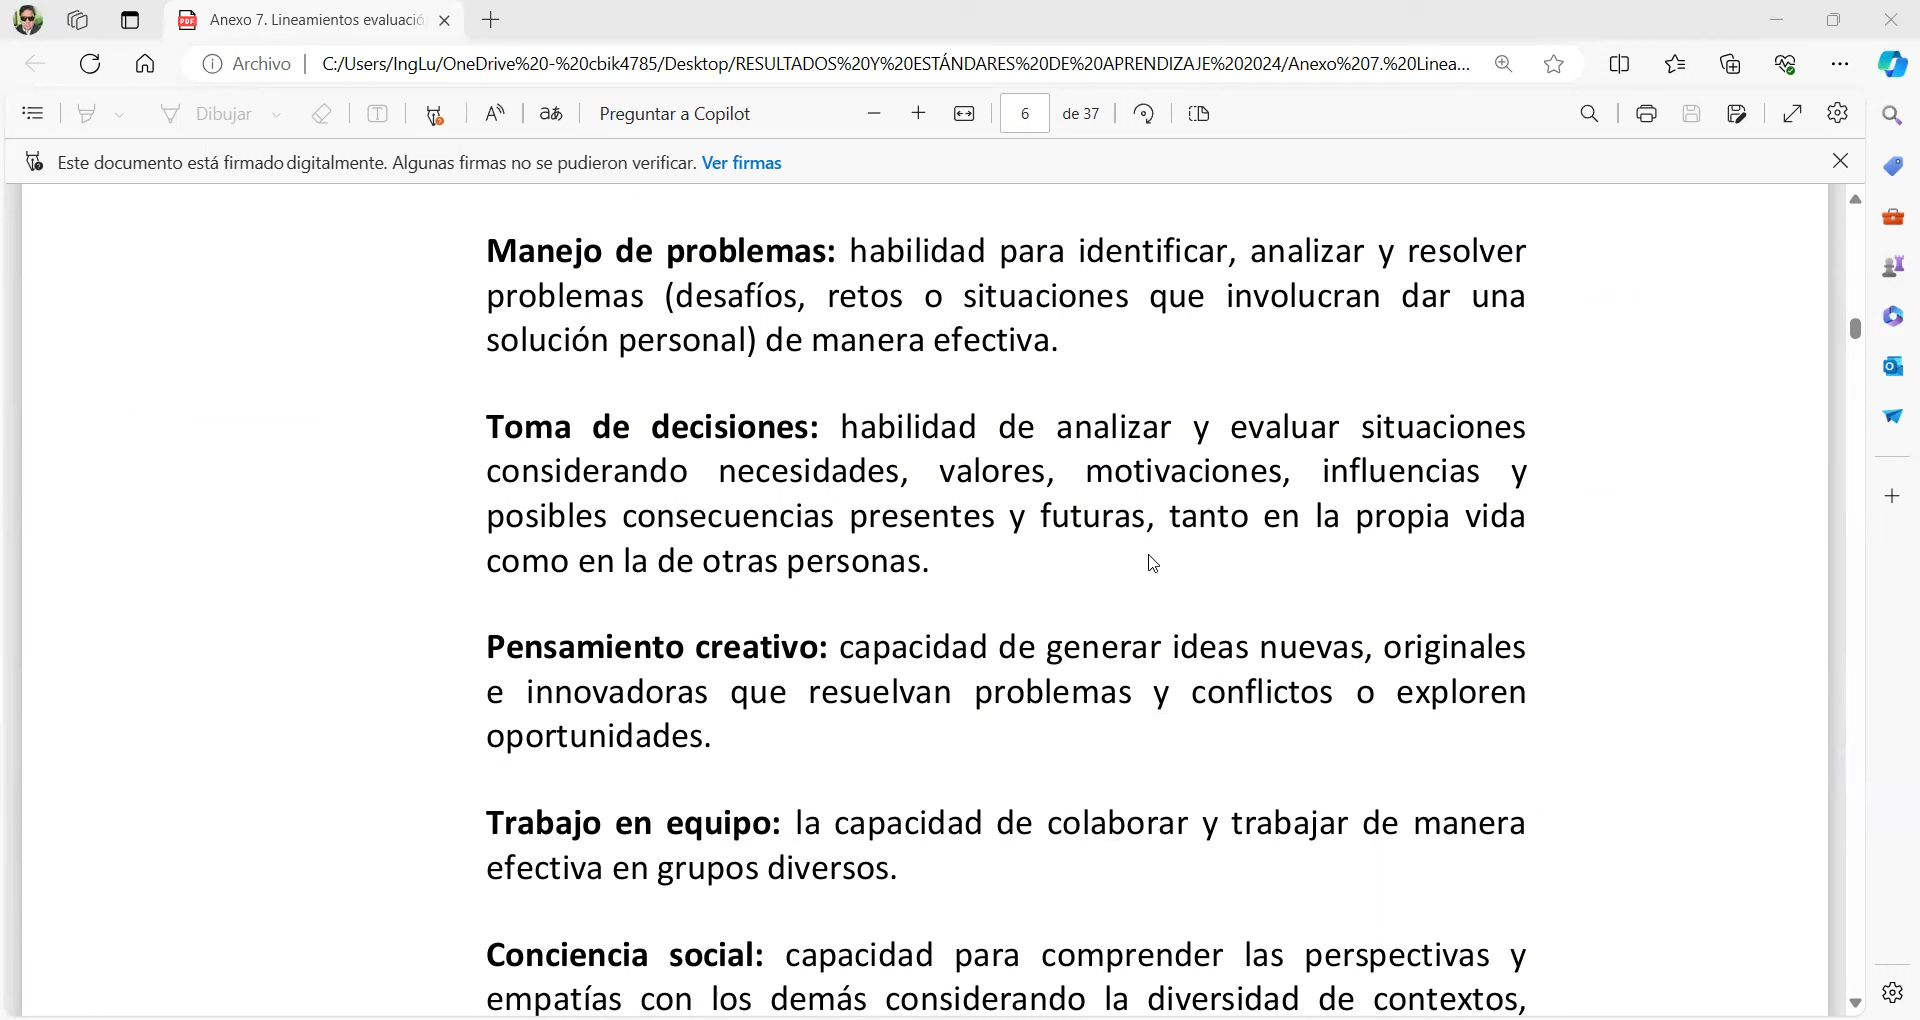 Anexo 7. Lineamientos evaluació
Archivo
C:/Users/IngLu/OneDrive%20-%20cbik4785/Desktop/RESULTADOS%20Y%20ESTÁNDARES%20DE%20APRENDIZAJE%202024/Anexo%207.%20Linea...
Dibujar
Preguntar a Copilot
6 de 37
Este documento está firmado digitalmente. Algunas firmas no se pudieron verificar. Ver firmas
Manejo de problemas: habilidad para identificar, analizar y resolver
problemas (desafíos, retos o situaciones que involucran dar una
solución personal) de manera efectiva.
Toma de decisiones: habilidad de analizar y evaluar situaciones
considerando necesidades, valores, motivaciones, influencias y
posibles consecuencias presentes y futuras, tanto en la propia vida
como en la de otras personas.
Pensamiento creativo: capacidad de generar ideas nuevas, originales
e innovadoras que resuelvan problemas y conflictos o exploren
oportunidades.
Trabajo en equipo: la capacidad de colaborar y trabajar de manera
efectiva en grupos diversos.
Conciencia social: capacidad para comprender las perspectivas y
empatías con los demás considerando la diversidad de contextos,